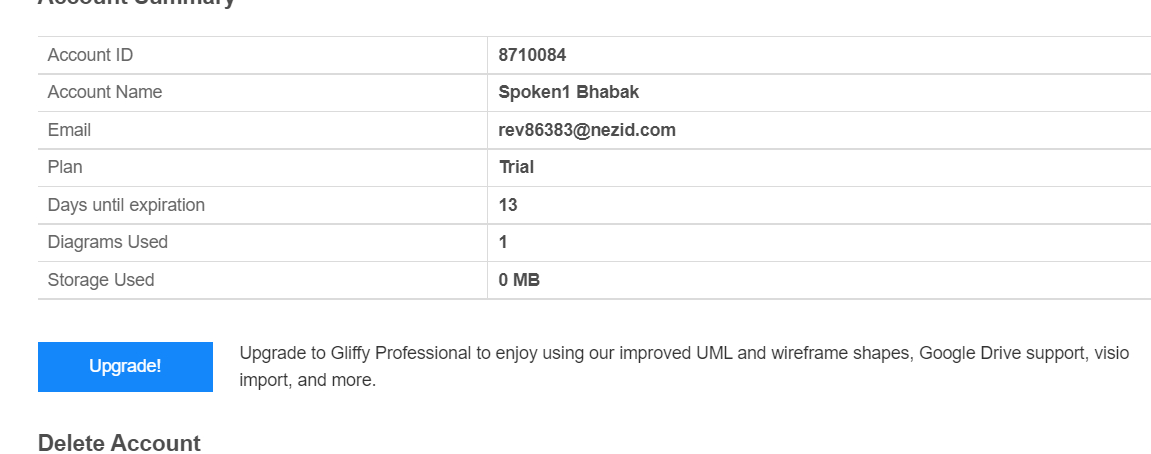 Account Summary
Account ID 8710084
Account Name Spoken1 Bhabak
Email rev86383@nezid.com
Plan Trial
Days until expiration 13
Diagrams Used 1
Storage Used 0 MB
Upgrade! Upgrade to Gliffy Professional to enjoy using our improved UML and wireframe shapes, Google Drive support, visio
import, and more.
Delete Account